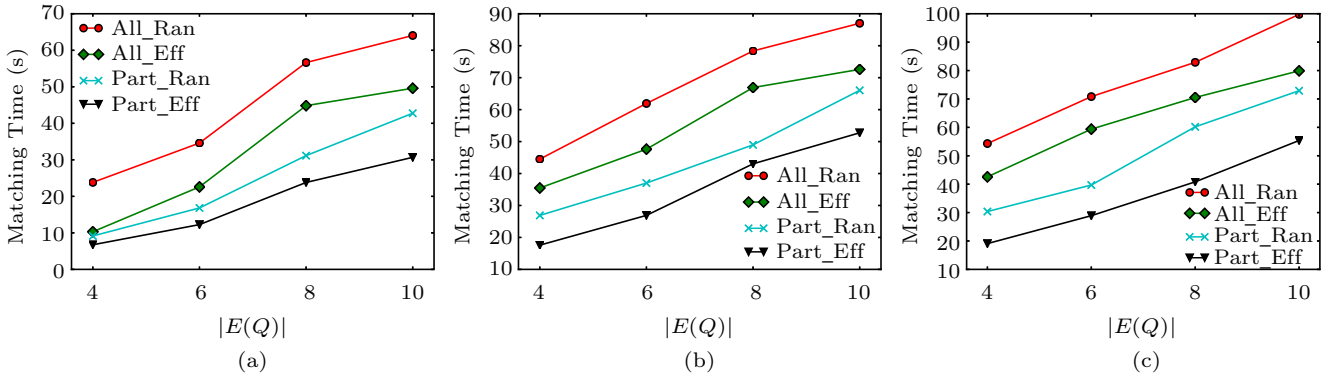 70
60
50
40
30
20
10
0
Matching Time (s)
All_Ran
All_Eff
Part_Ran
Part_Eff
4 6 8 10
|E(Q)|
(a)
90
80
70
60
50
40
30
20
10
Matching Time (s)
All_Ran
All_Eff
Part_Ran
Part_Eff
4 6 8 10
|E(Q)|
(b)
100
90
80
70
60
50
40
30
20
10
Matching Time (s)
All_Ran
All_Eff
Part_Ran
Part_Eff
4 6 8 10
|E(Q)|
(c)